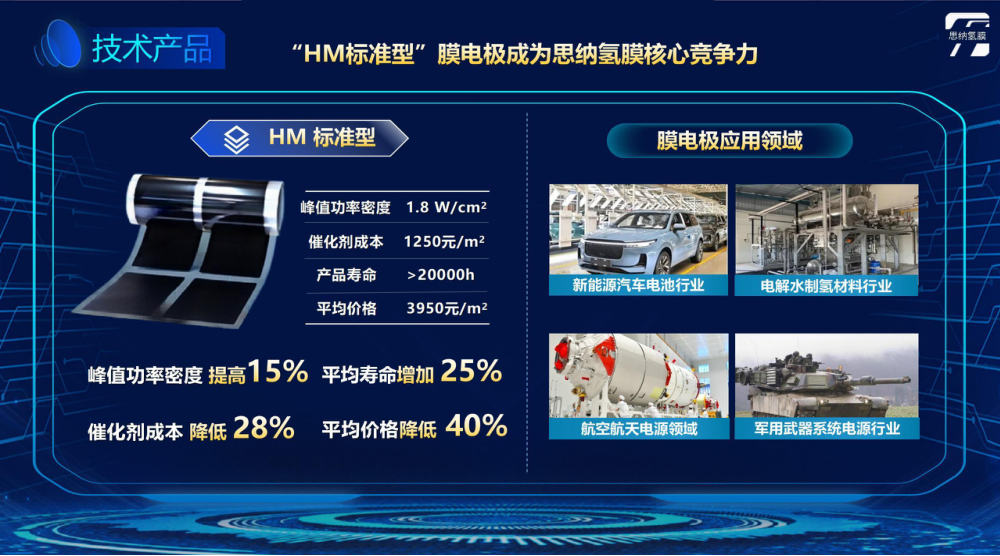 技术产品
“HM标准型”膜电极成为思纳氢膜核心竞争力
思纳氢膜
HM 标准型
峰值功率密度 1.8 W/cm²
催化剂成本 1250元/m²
产品寿命 >20000h
平均价格 3950元/m²
峰值功率密度 提高15% 平均寿命增加 25%
催化剂成本 降低 28% 平均价格降低 40%
膜电极应用领域
新能源汽车电池行业
电解水制氢材料行业
航空航天电源领域
军用武器系统电源行业